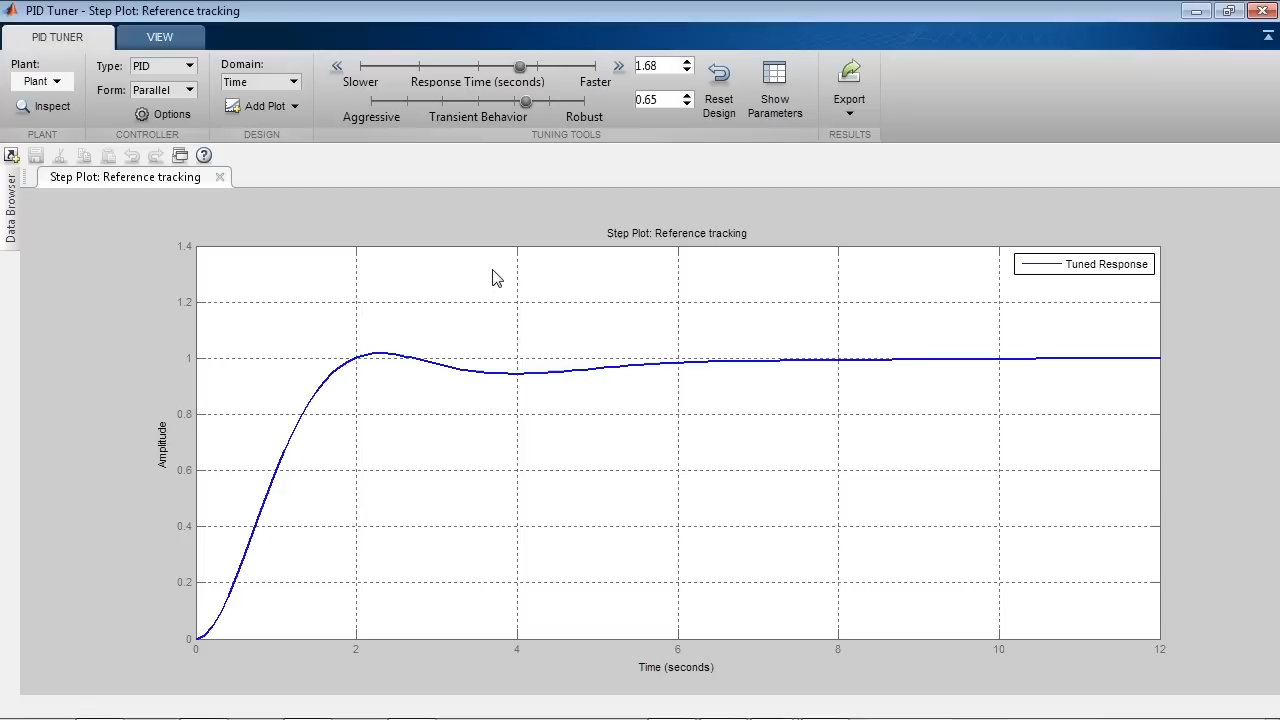 PID Tuner - Step Plot: Reference tracking
PID TUNER
VIEW
Plant:
Plant
Inspect
PLANT
Type: PID
Form: Parallel
Options
CONTROLLER
Domain:
Time
Add Plot
DESIGN
Slower Response Time (seconds) Faster
1.68
Aggressive Transient Behavior Robust
0.65
Reset
Design
Show
Parameters
TUNING TOOLS
Export
RESULTS
Data Browser
Step Plot: Reference tracking
Step Plot: Reference tracking
Tuned Response
1.4
1.2
1
0.8
0.6
0.4
0.2
0
Amplitude
0 2 4 6 8 10 12
Time (seconds)